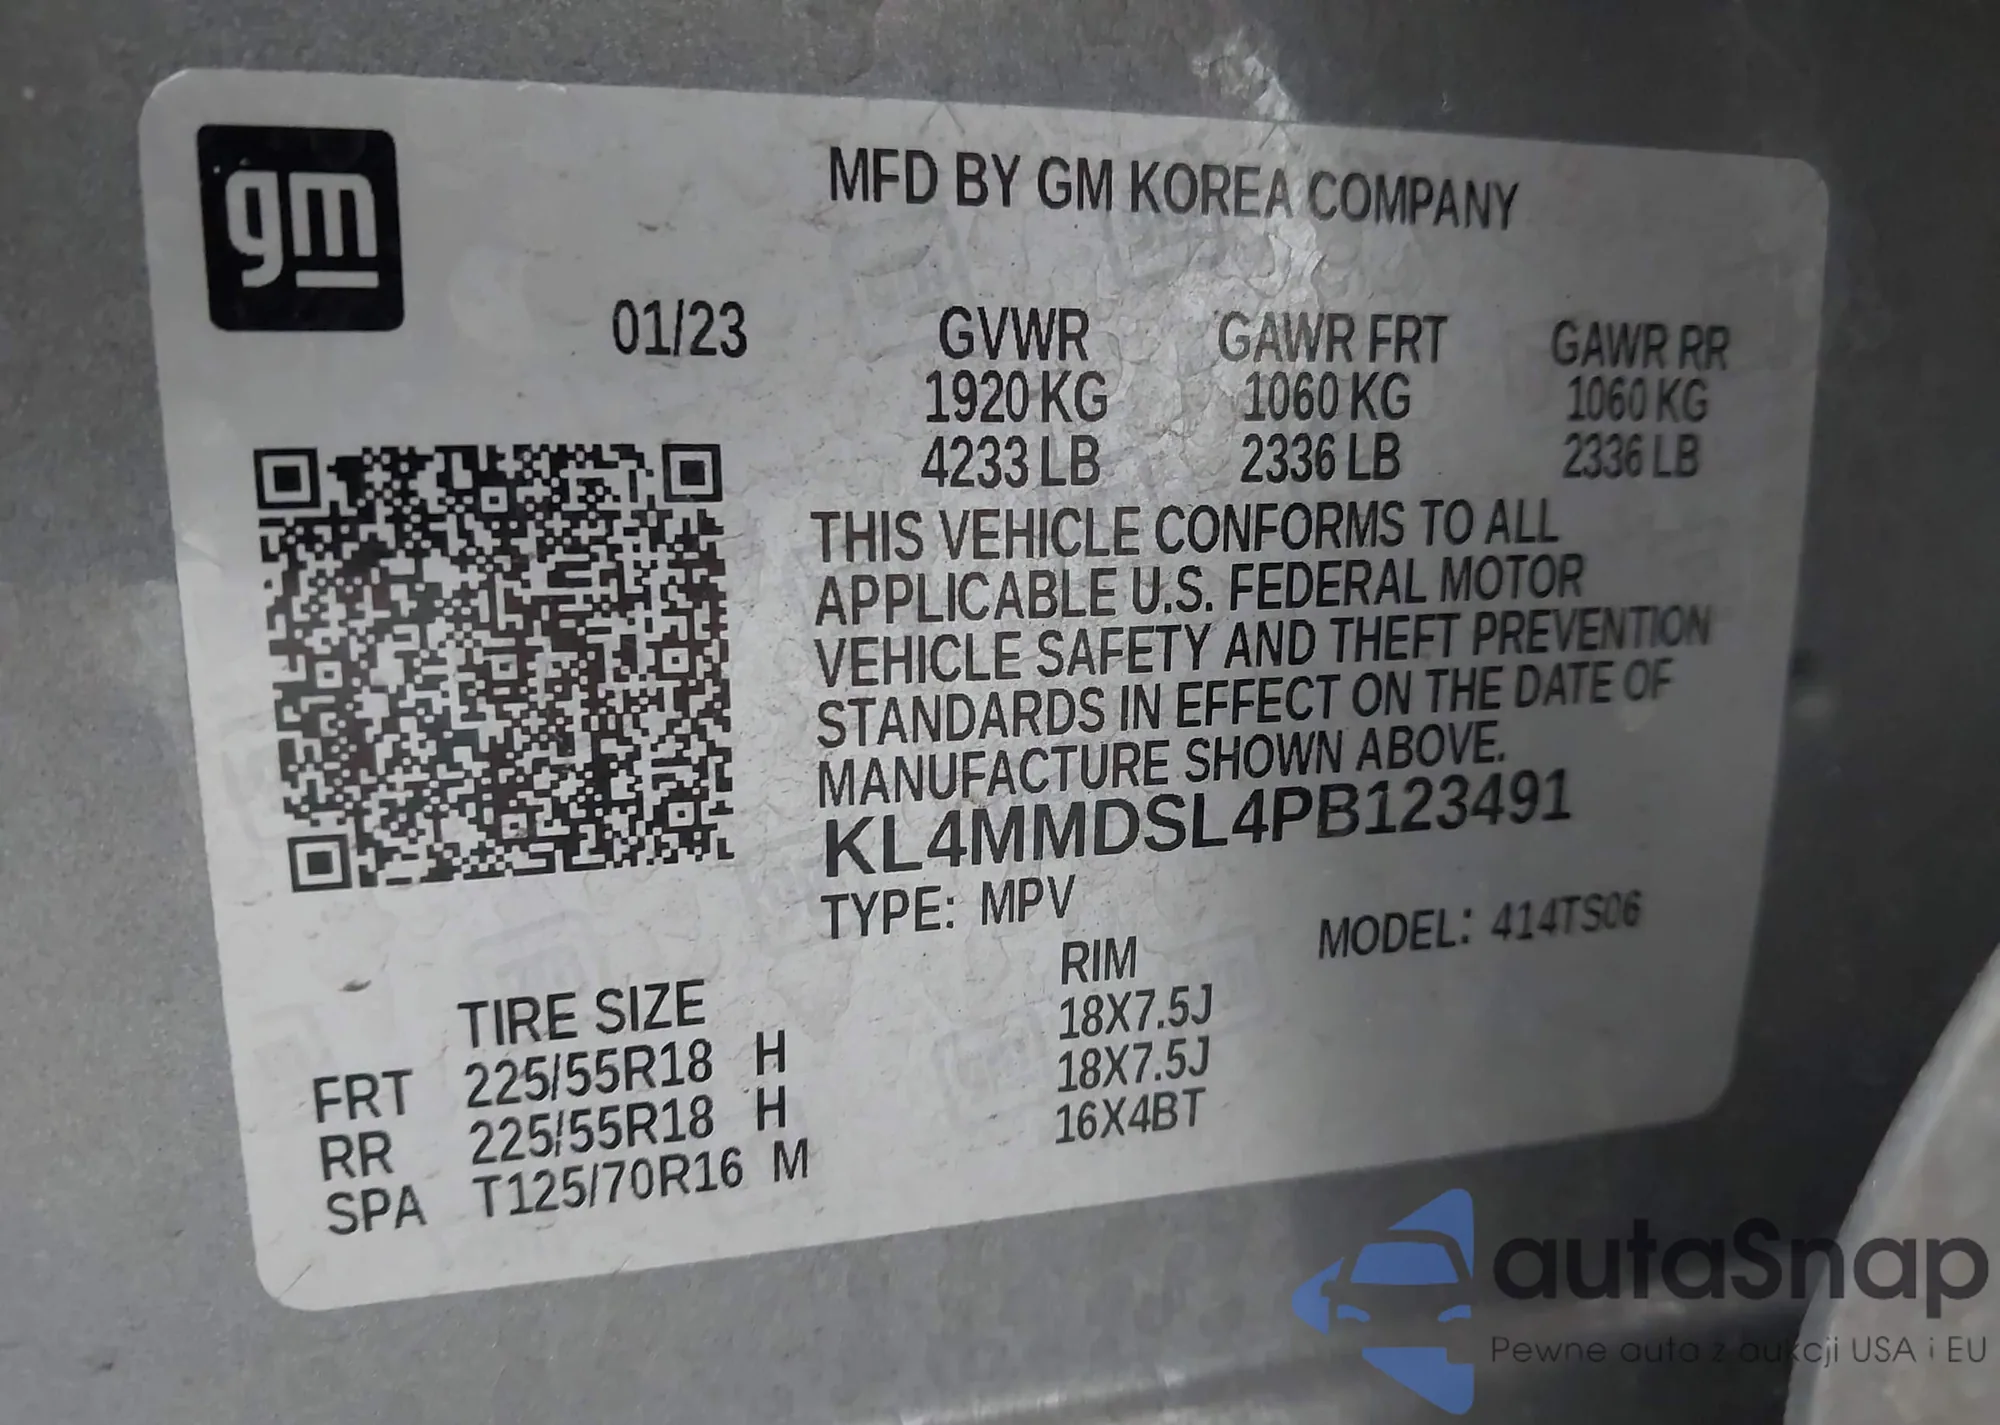 gm
MFD BY GM KOREA COMPANY
01/23
GVWR GAWR FRT GAWR RR
1920 KG 1060 KG 1060 KG
4233 LB 2336 LB 2336 LB
THIS VEHICLE CONFORMS TO ALL
APPLICABLE U.S. FEDERAL MOTOR
VEHICLE SAFETY AND THEFT PREVENTION
STANDARDS IN EFFECT ON THE DATE OF
MANUFACTURE SHOWN ABOVE.
KL4MMDSL4PB123491
TYPE: MPV MODEL: 414TS06
TIRE SIZE RIM
FRT 225/55R18 H 18X7.5J
RR 225/55R18 H 18X7.5J
SPA T125/70R16 M 16X4BT
autaSnap
Pewne auta z aukcji USA i EU